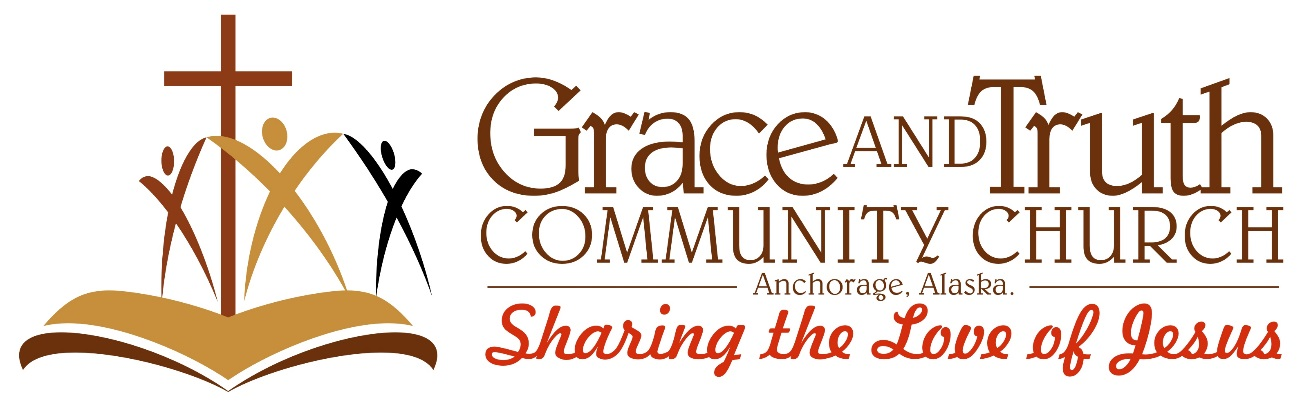 Grace AND Truth
COMMUNITY CHURCH
Anchorage, Alaska.
Sharing the Love of Jesus